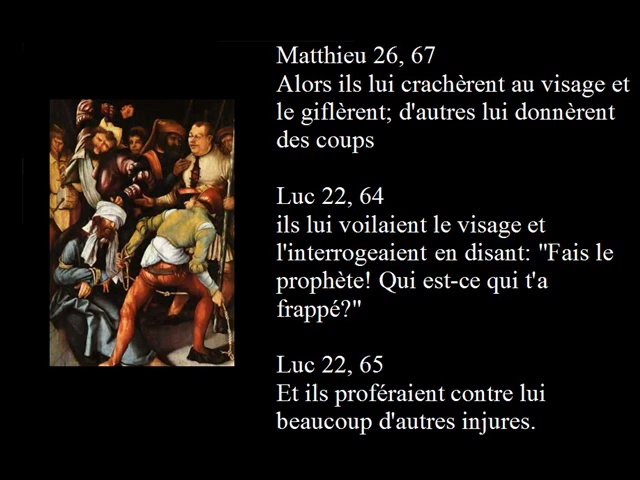 Matthieu 26, 67
Alors ils lui crachèrent au visage et
le giflèrent; d'autres lui donnèrent
des coups
Luc 22, 64
ils lui voilaient le visage et
l'interrogeaient en disant: "Fais le
prophète! Qui est-ce qui t'a
frappé?"
Luc 22, 65
Et ils proféraient contre lui
beaucoup d'autres injures.